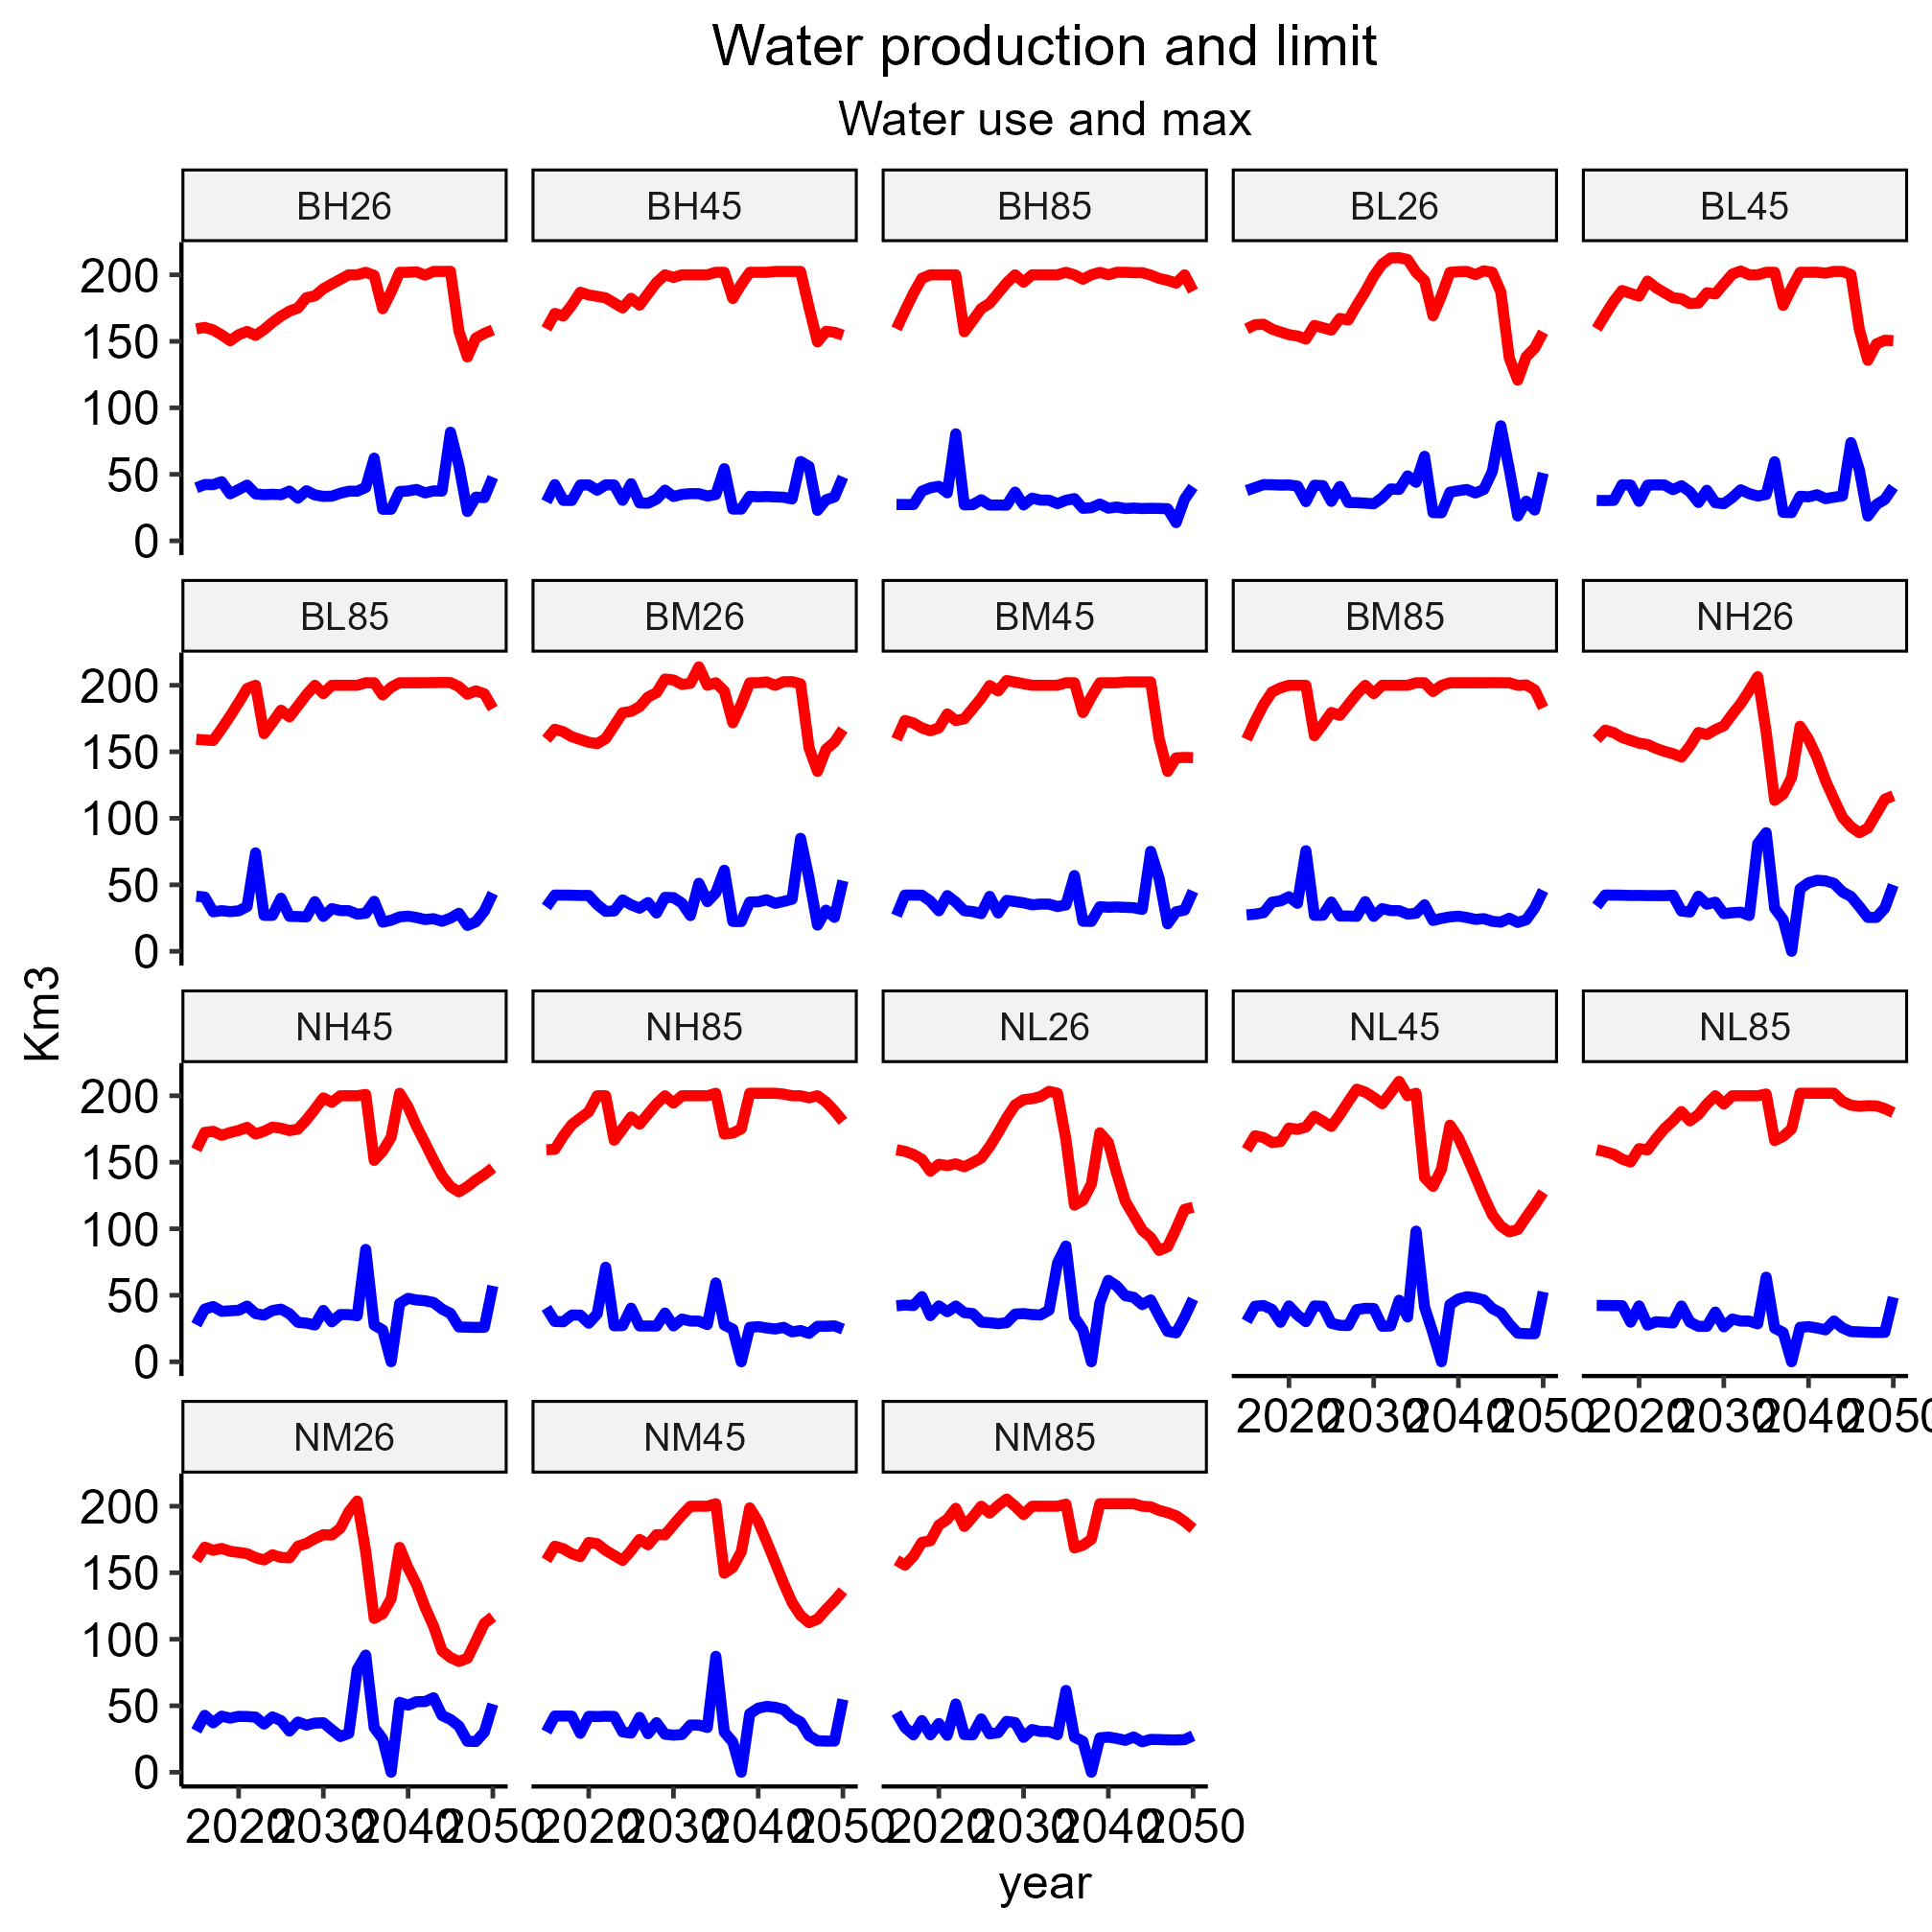 Water production and limit
Water use and max
BH26 BH45 BH85 BL26 BL45
200
150
100
50
0
BL85 BM26 BM45 BM85 NH26
200
150
100
50
0
Km3
NH45 NH85 NL26 NL45 NL85
200
150
100
50
0
2020 2030 2040 2050 2020 2030 2040 2050
NM26 NM45 NM85
200
150
100
50
0
2020 2030 2040 2050 2020 2030 2040 2050 2020 2030 2040 2050
year